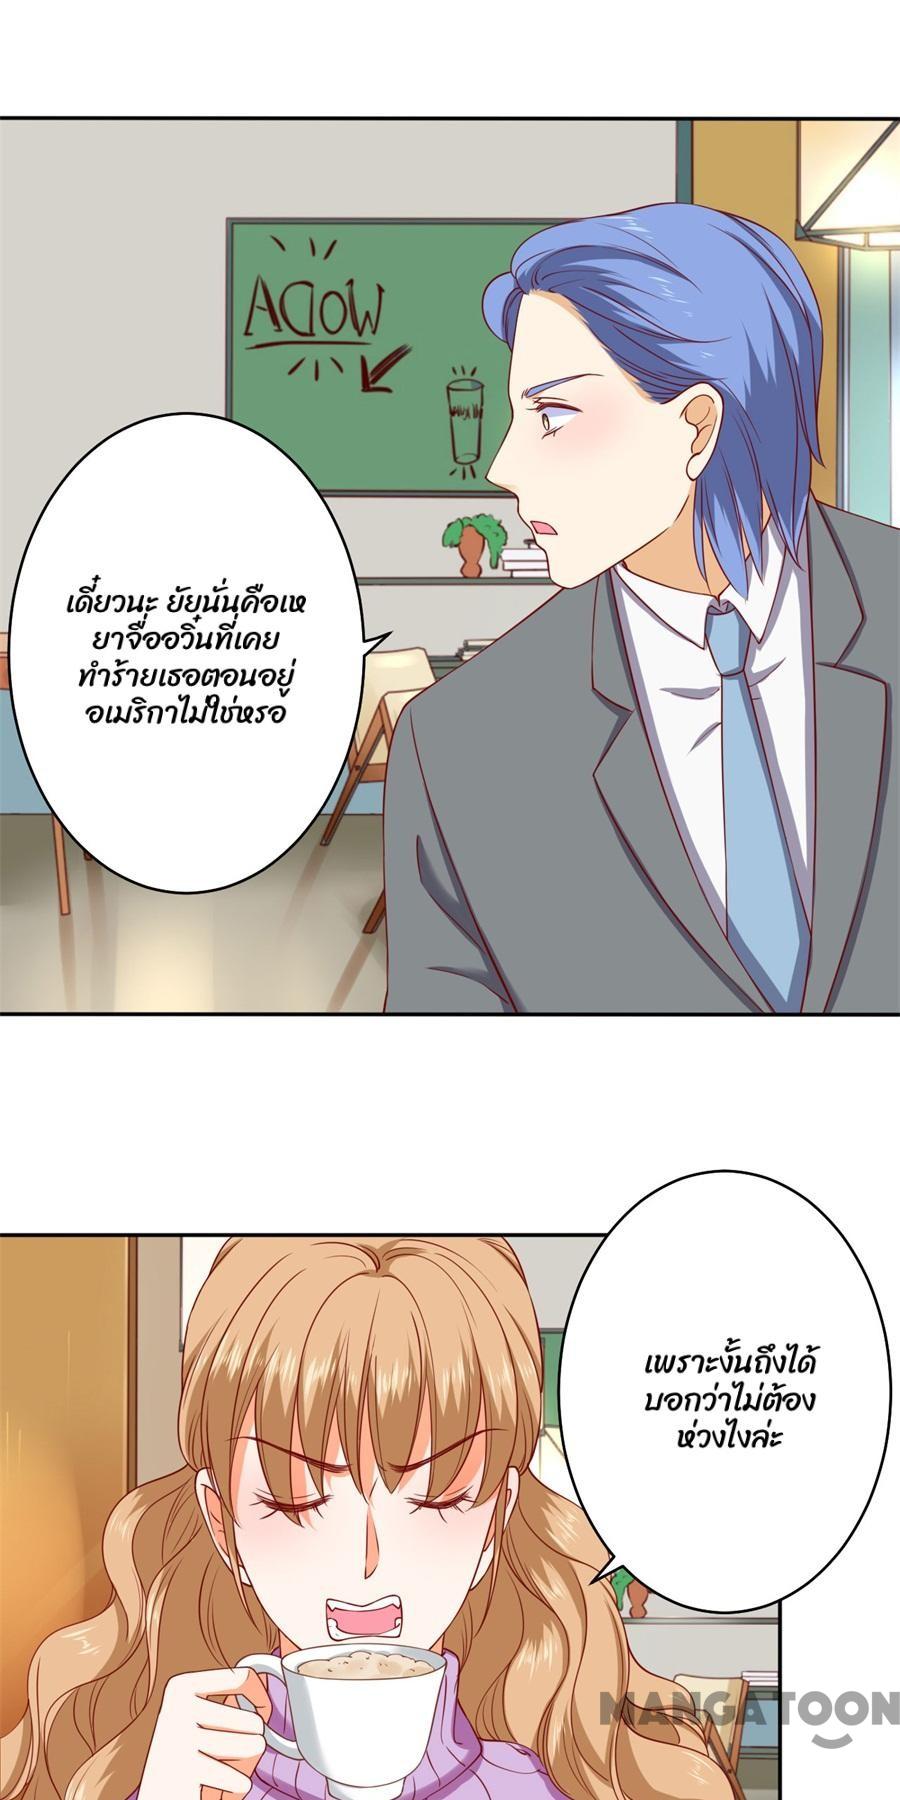 WODA
เดี๋ยวนะ ยัยนั่นคือเห
ยาจื่ออวิ๋นที่เคย
ทำร้ายเธอตอนอยู่
อเมริกาไม่ใช่หรอ
เพราะงั้นถึงได้
บอกว่าไม่ต้อง
ห่วงไงล่ะ
MANGATOON